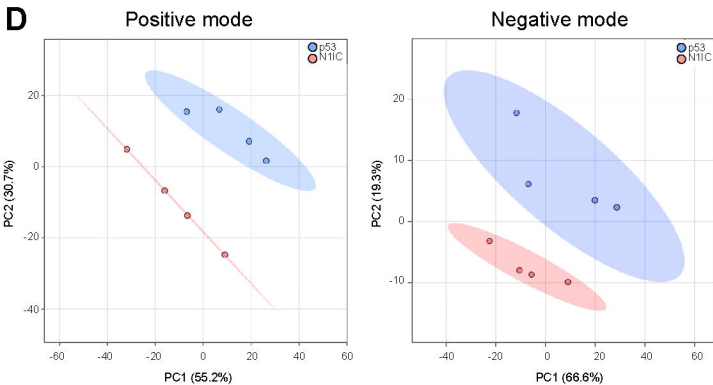 D
Positive mode
Negative mode
p53
N1IC
20
0
-20
-40
-60
-40
-20
0
20
40
60
PC2 (30.7%)
PC1 (55.2%)
p53
N1IC
20
10
0
-10
-40
-20
0
20
40
60
PC2 (19.3%)
PC1 (66.6%)